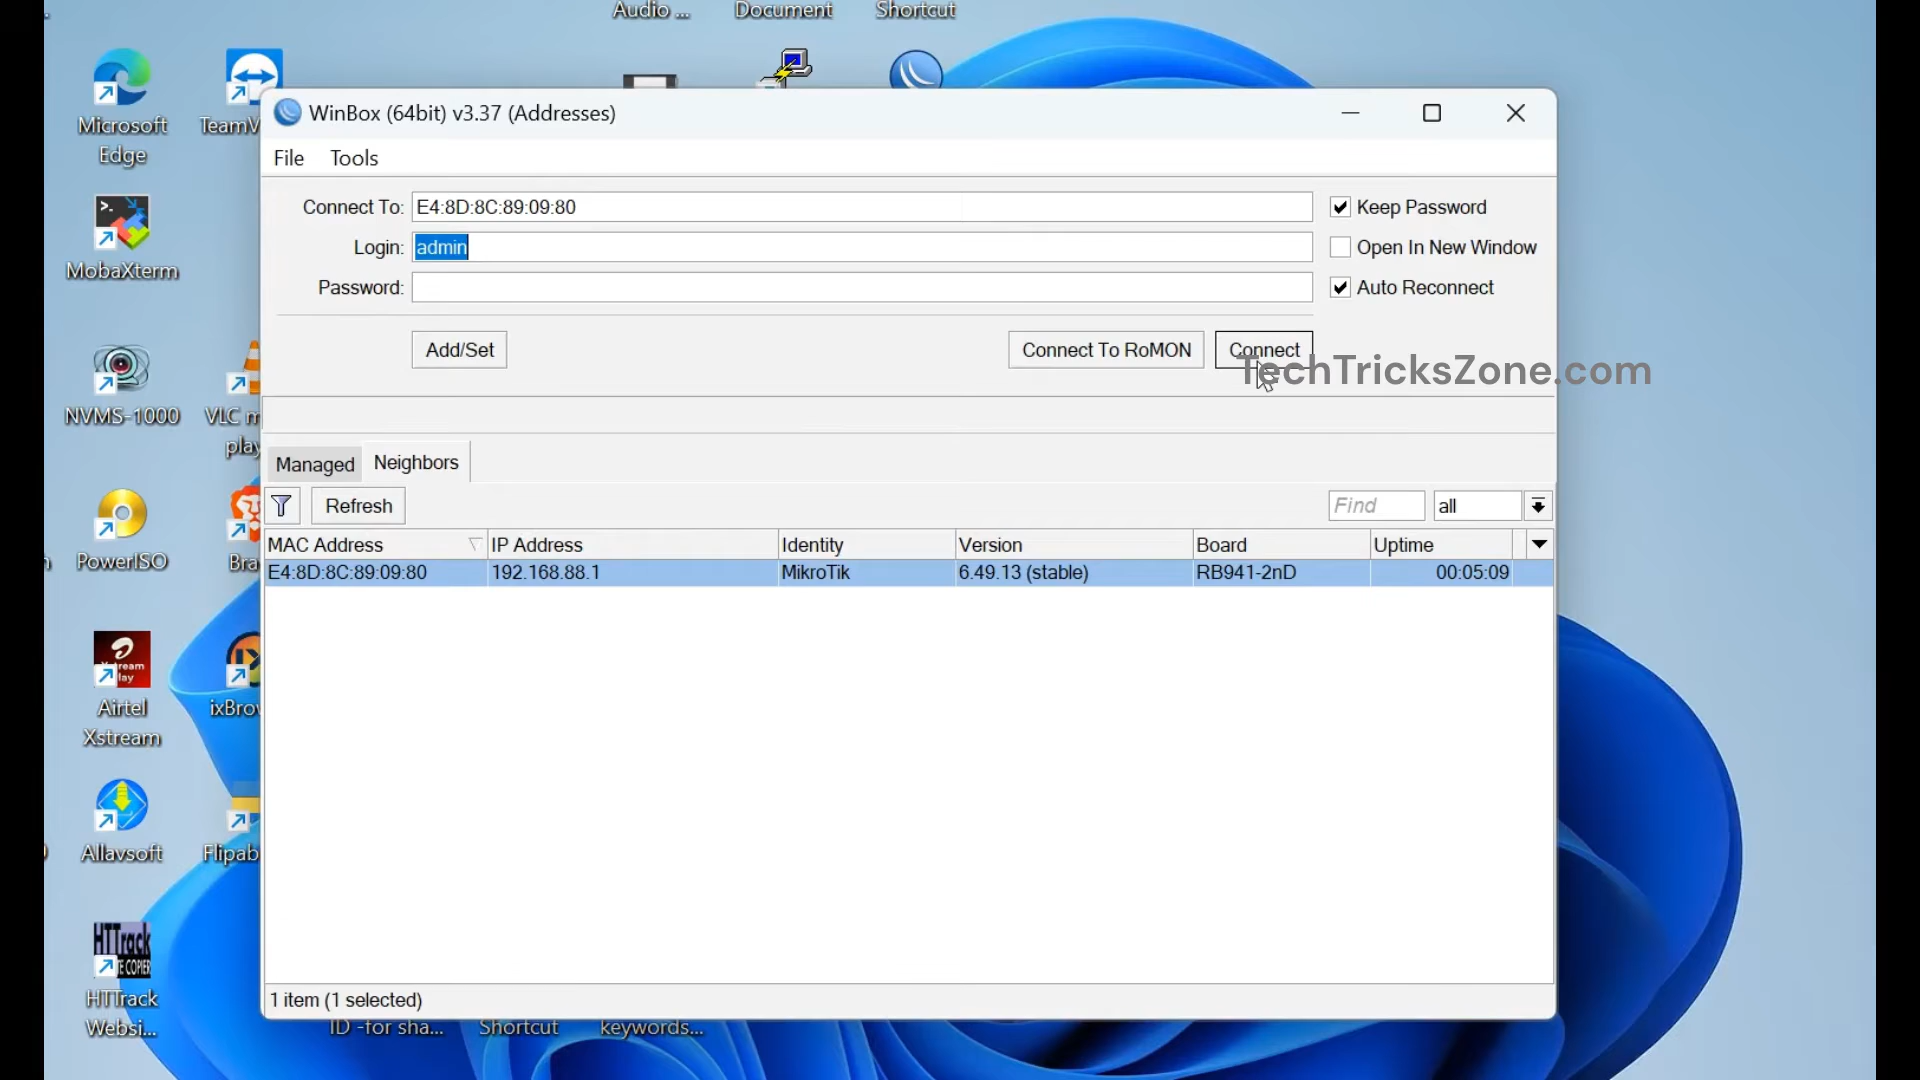 Audio ...
Document
Shortcut
Microsoft
Edge
TeamV
MobaXterm
NVMS-1000
VLC m
play
PowerISO
Bra
Airtel
Xstream
ixBrow
Allavsoft
Flipab
HTTrack
Websi...
WinBox (64bit) v3.37 (Addresses)
File Tools
Connect To: E4:8D:8C:89:09:80
Keep Password
Login: admin
Open In New Window
Password:
Auto Reconnect
Add/Set
Connect To RoMON
Connect
TechTricksZone.com
Managed
Neighbors
Refresh
Find
all
MAC Address IP Address Identity Version Board Uptime
E4:8D:8C:89:09:80 192.168.88.1 MikroTik 6.49.13 (stable) RB941-2nD 00:05:09
1 item (1 selected)
ID -for sha...
Shortcut
keywords...